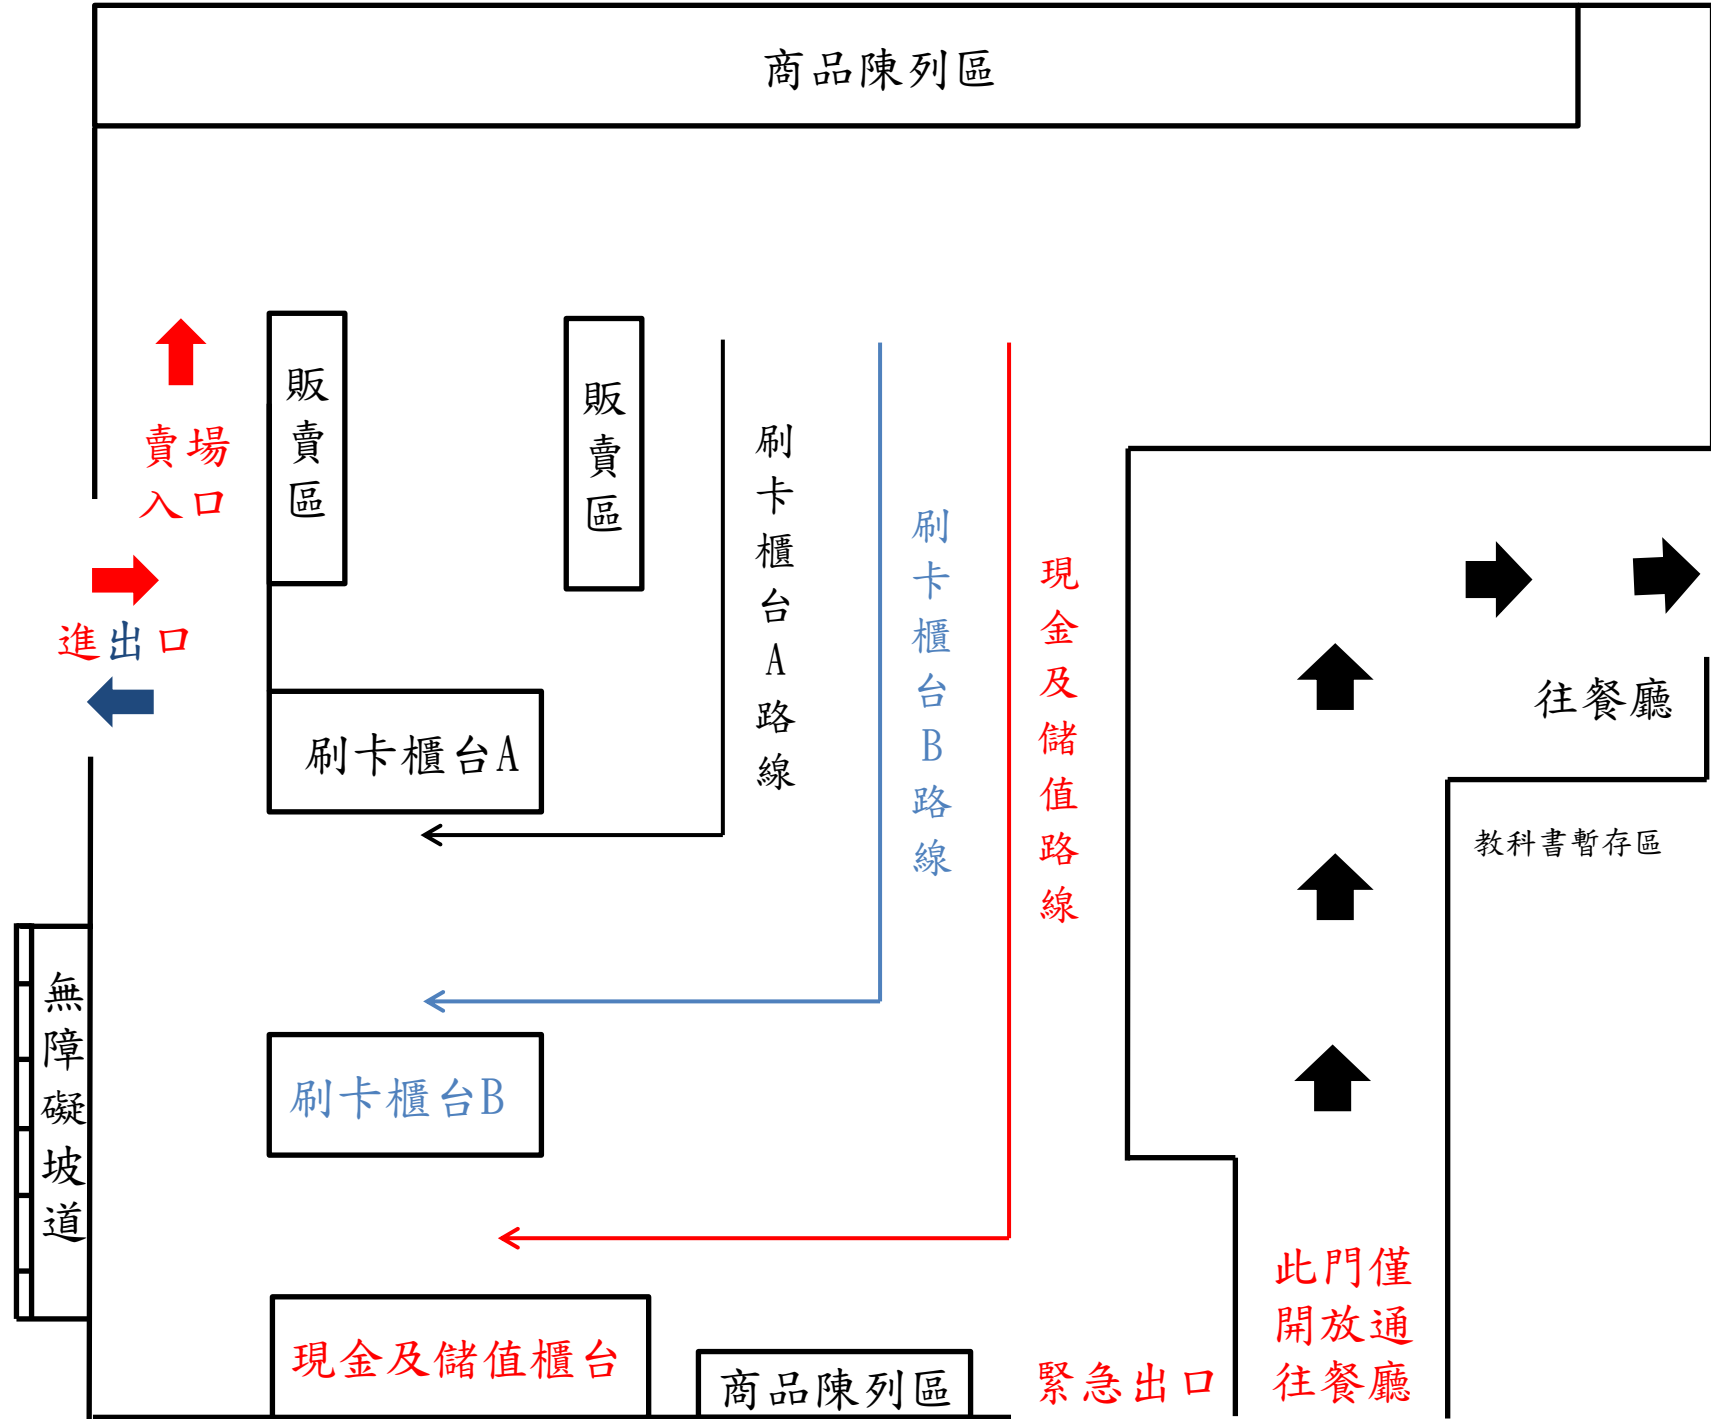 商品陳列區
販賣區
販賣區
賣場
入口
進出口
刷卡櫃台A路線
刷卡櫃台B路線
現金及儲值路線
往餐廳
刷卡櫃台A
教科書暫存區
無障礙坡道
刷卡櫃台B
此門僅
開放通
往餐廳
現金及儲值櫃台
商品陳列區
緊急出口